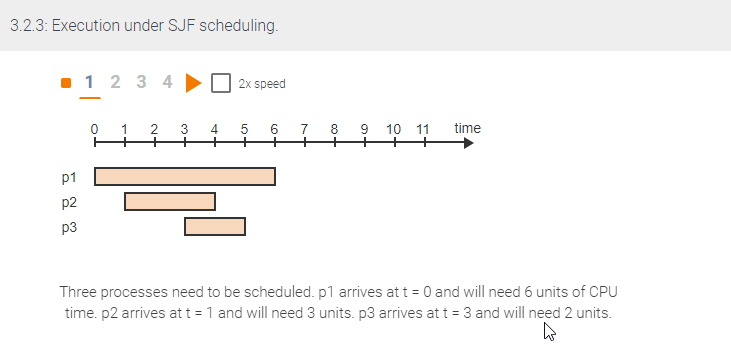 3.2.3: Execution under SJF scheduling.
1 2 3 4 2x speed
0 1 2 3 4 5 6 7 8 9 10 11 time
p1
p2
p3
Three processes need to be scheduled. p1 arrives at t = 0 and will need 6 units of CPU
time. p2 arrives at t = 1 and will need 3 units. p3 arrives at t = 3 and will need 2 units.